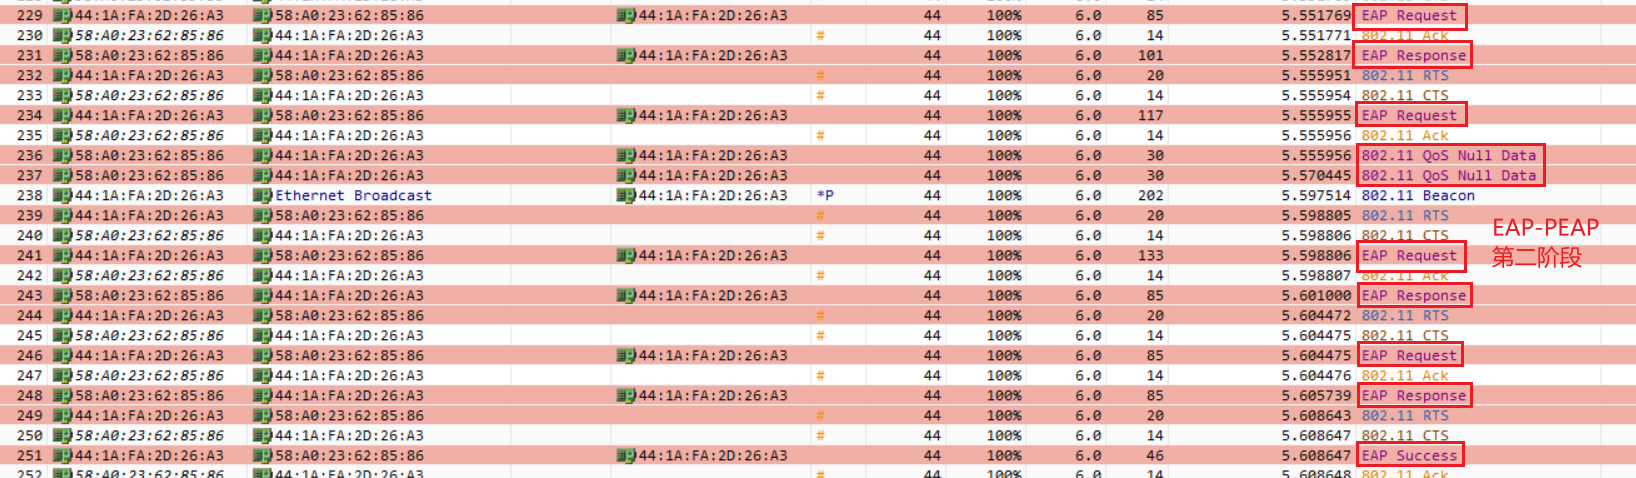 229 44:1A:FA:2D:26:A3 58:A0:23:62:85:86 44:1A:FA:2D:26:A3 44 100% 6.0 85 5.551769 EAP Request
230 58:A0:23:62:85:86 44:1A:FA:2D:26:A3 # 44 100% 6.0 14 5.551771 802.11 Ack
231 58:A0:23:62:85:86 44:1A:FA:2D:26:A3 44:1A:FA:2D:26:A3 44 100% 6.0 101 5.552817 EAP Response
232 44:1A:FA:2D:26:A3 58:A0:23:62:85:86 # 44 100% 6.0 20 5.555951 802.11 RTS
233 58:A0:23:62:85:86 44:1A:FA:2D:26:A3 # 44 100% 6.0 14 5.555954 802.11 CTS
234 44:1A:FA:2D:26:A3 58:A0:23:62:85:86 44:1A:FA:2D:26:A3 44 100% 6.0 117 5.555955 EAP Request
235 58:A0:23:62:85:86 44:1A:FA:2D:26:A3 # 44 100% 6.0 14 5.555956 802.11 Ack
236 58:A0:23:62:85:86 44:1A:FA:2D:26:A3 44:1A:FA:2D:26:A3 44 100% 6.0 30 5.555956 802.11 QoS Null Data
237 58:A0:23:62:85:86 44:1A:FA:2D:26:A3 44:1A:FA:2D:26:A3 44 100% 6.0 30 5.570445 802.11 QoS Null Data
238 44:1A:FA:2D:26:A3 Ethernet Broadcast 44:1A:FA:2D:26:A3 *P 44 100% 6.0 202 5.597514 802.11 Beacon
239 44:1A:FA:2D:26:A3 58:A0:23:62:85:86 # 44 100% 6.0 20 5.598805 802.11 RTS
240 58:A0:23:62:85:86 44:1A:FA:2D:26:A3 # 44 100% 6.0 14 5.598806 802.11 CTS
EAP-PEAP
241 44:1A:FA:2D:26:A3 58:A0:23:62:85:86 44:1A:FA:2D:26:A3 44 100% 6.0 133 5.598806 EAP Request
第二阶段
242 58:A0:23:62:85:86 44:1A:FA:2D:26:A3 # 44 100% 6.0 14 5.598807 802.11 Ack
243 58:A0:23:62:85:86 44:1A:FA:2D:26:A3 44:1A:FA:2D:26:A3 44 100% 6.0 85 5.601000 EAP Response
244 44:1A:FA:2D:26:A3 58:A0:23:62:85:86 # 44 100% 6.0 20 5.604472 802.11 RTS
245 58:A0:23:62:85:86 44:1A:FA:2D:26:A3 # 44 100% 6.0 14 5.604475 802.11 CTS
246 44:1A:FA:2D:26:A3 58:A0:23:62:85:86 44:1A:FA:2D:26:A3 44 100% 6.0 85 5.604475 EAP Request
247 58:A0:23:62:85:86 44:1A:FA:2D:26:A3 # 44 100% 6.0 14 5.604476 802.11 Ack
248 58:A0:23:62:85:86 44:1A:FA:2D:26:A3 44:1A:FA:2D:26:A3 44 100% 6.0 85 5.605739 EAP Response
249 44:1A:FA:2D:26:A3 58:A0:23:62:85:86 # 44 100% 6.0 20 5.608643 802.11 RTS
250 58:A0:23:62:85:86 44:1A:FA:2D:26:A3 # 44 100% 6.0 14 5.608647 802.11 CTS
251 44:1A:FA:2D:26:A3 58:A0:23:62:85:86 44:1A:FA:2D:26:A3 44 100% 6.0 46 5.608647 EAP Success
252 58:A0:23:62:85:86 44:1A:FA:2D:26:A3 # 44 100% 6.0 14 5.608648 802.11 Ack